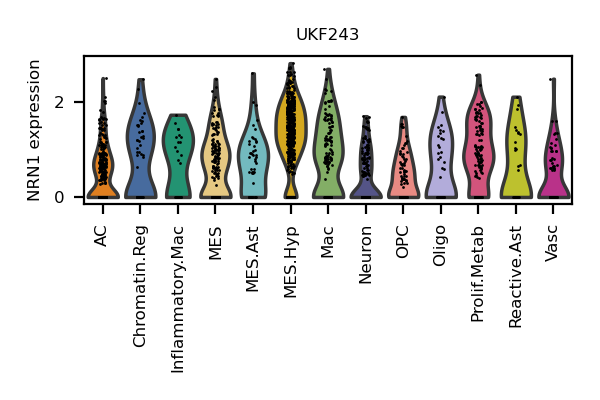 UKF243
NRN1 expression
2
0
AC
Chromatin.Reg
Inflammatory.Mac
MES
MES.Ast
MES.Hyp
Mac
Neuron
OPC
Oligo
Prolif.Metab
Reactive.Ast
Vasc